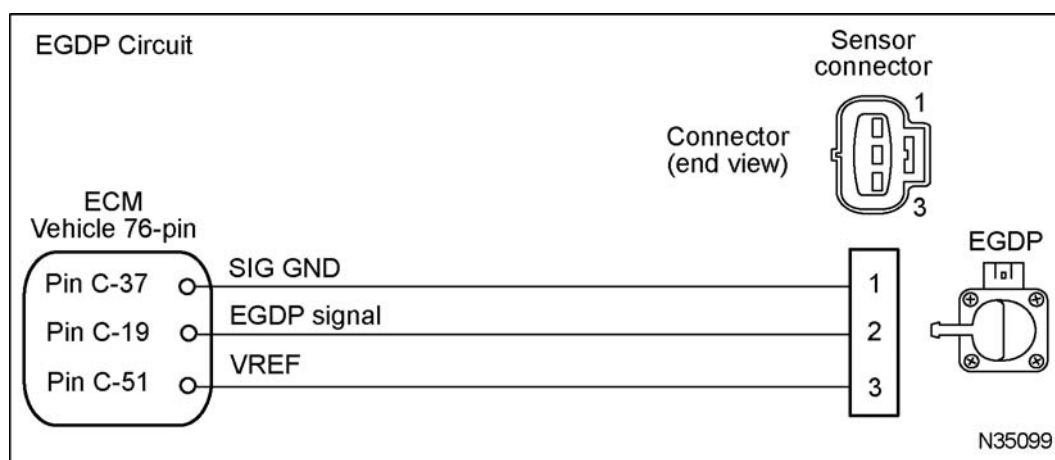 EGDP Circuit
Sensor
connector
1
Connector
(end view)
3
ECM
Vehicle 76-pin
EGDP
Pin C-37
SIG GND
1
Pin C-19
EGDP signal
2
Pin C-51
VREF
3
N35099